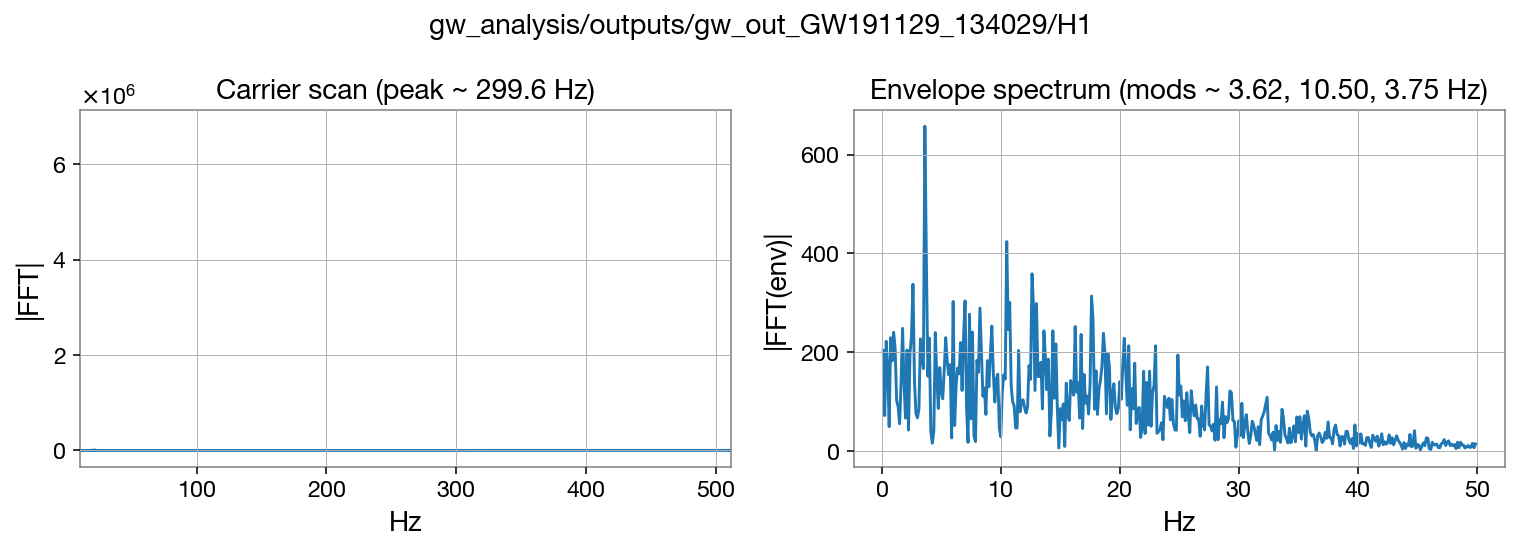 gw_analysis/outputs/gw_out_GW191129_134029/H1
×10⁶
Carrier scan (peak ~ 299.6 Hz)
6
4
2
0
|FFT|
100
200
300
400
500
Hz
Envelope spectrum (mods ~ 3.62, 10.50, 3.75 Hz)
600
400
200
0
|FFT(env)|
0
10
20
30
40
50
Hz